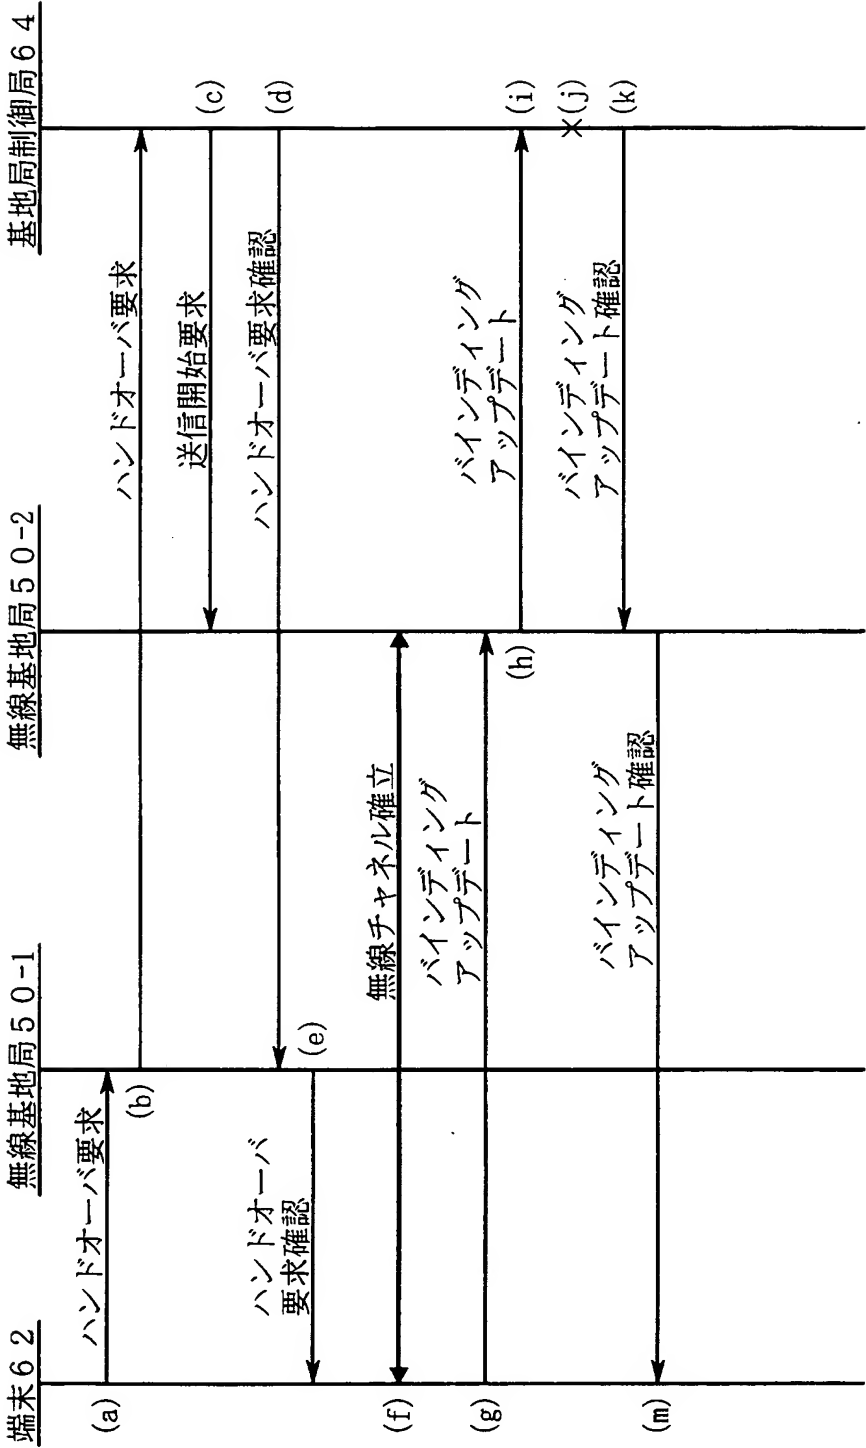 端末62
無線基地局50-1
無線基地局50-2
基地局制御局64
(a)
ハンドオーバ要求
(b)
ハンドオーバ要求
送信開始要求
(c)
ハンドオーバ要求確認
(d)
ハンドオーバ
要求確認
(e)
(f)
無線チャネル確立
(g)
バインディング
アップデート
(h)
バインディング
アップデート
(i)
×(j)
バインディング
アップデート確認
(k)
(m)
バインディング
アップデート確認